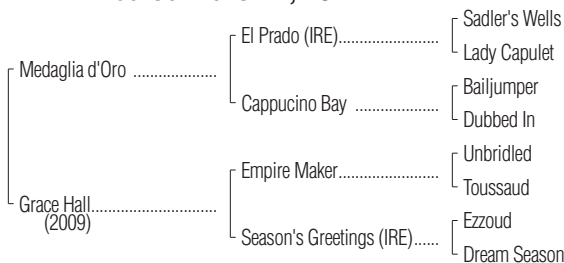 Sadler's Wells
El Prado (IRE)........................
Lady Capulet
Medaglia d'Oro ....................
Bailjumper
Cappucino Bay ....................
Dubbed In
Unbridled
Empire Maker........................
Toussaud
Grace Hall..............................
(2009)
Ezzoud
Season's Greetings (IRE)......
Dream Season